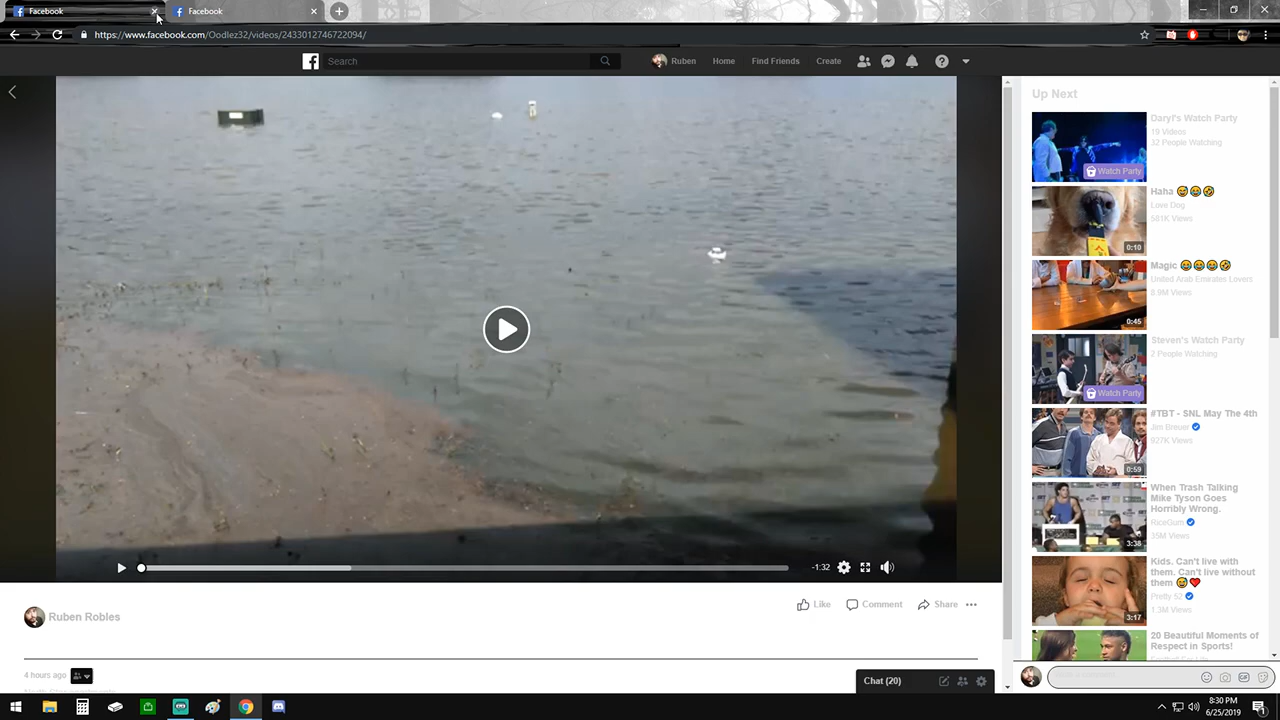 Facebook
Facebook
https://www.facebook.com/Oodlez32/videos/2433012746722094/
Search
Ruben
Home
Find Friends
Create
Up Next
Daryl's Watch Party
19 Videos
32 People Watching
Watch Party
Haha 😅😂🤣
Love Dog
561K Views
0:10
Magic 😂😂😂🤣
United Arab Emirates Lovers
8.9M Views
0:45
Steven's Watch Party
2 People Watching
Watch Party
#TBT - SNL May The 4th
Jim Breuer
927K Views
0:59
When Trash Talking
Mike Tyson Goes
Horribly Wrong.
RiceGum
35M Views
3:38
Kids. Can't live with
them. Can't live without
them 😅❤
Pretty 52
1.3M Views
3:17
20 Beautiful Moments of
Respect in Sports!
-1:32
Ruben Robles
Like
Comment
Share
4 hours ago
Chat (20)
8:30 PM
6/25/2019